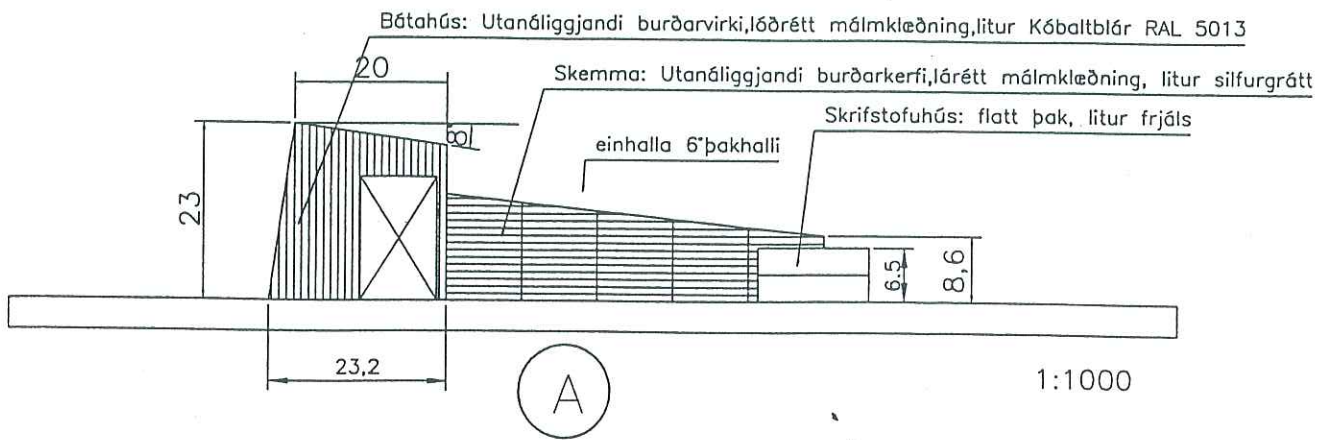 Bátahús: Utanáliggjandi burðarvirki,lóðrétt málmklæðning,litur Kóbaltblár RAL 5013
20
Skemma: Utanáliggjandi burðarkerfi,lárétt málmklæðning, litur silfurgrátt
Skrifstofuhús: flatt þak, litur frjáls
8°
einhalla 6°þakhalli
23
6.5
8,6
23,2
A
1:1000